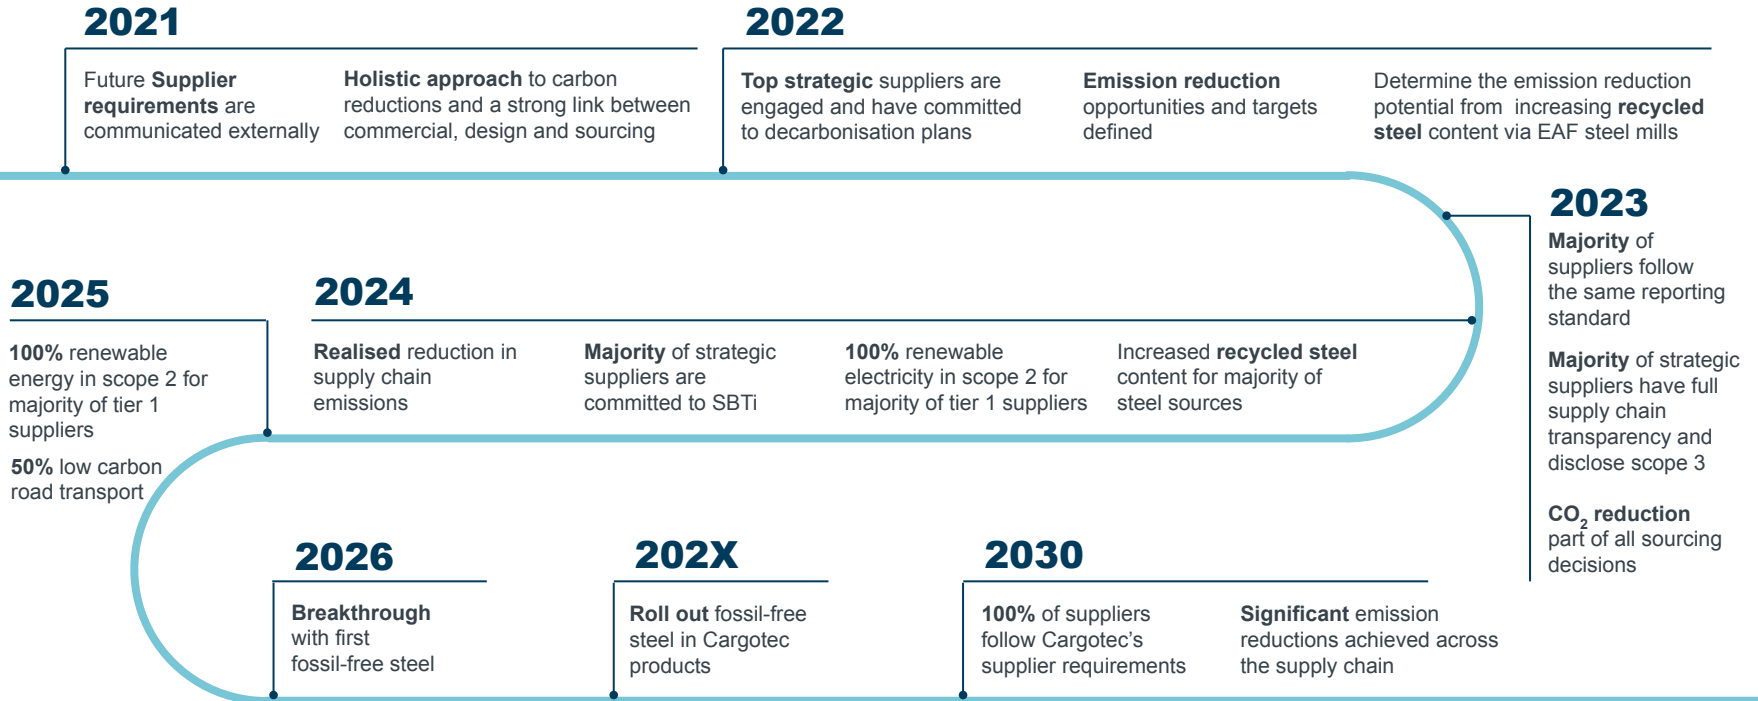 2021
Future Supplier
requirements are
communicated externally
Holistic approach to carbon
reductions and a strong link between
commercial, design and sourcing
2022
Top strategic suppliers are
engaged and have committed
to decarbonisation plans
Emission reduction
opportunities and targets
defined
Determine the emission reduction
potential from increasing recycled
steel content via EAF steel mills
2023
Majority of
suppliers follow
the same reporting
standard
Majority of strategic
suppliers have full
supply chain
transparency and
disclose scope 3
CO₂ reduction
part of all sourcing
decisions
2024
Realised reduction in
supply chain
emissions
Majority of strategic
suppliers are
committed to SBTi
100% renewable
electricity in scope 2 for
majority of tier 1 suppliers
Increased recycled steel
content for majority of
steel sources
2025
100% renewable
energy in scope 2 for
majority of tier 1
suppliers
50% low carbon
road transport
2026
Breakthrough
with first
fossil-free steel
202X
Roll out fossil-free
steel in Cargotec
products
2030
100% of suppliers
follow Cargotec's
supplier requirements
Significant emission
reductions achieved across
the supply chain